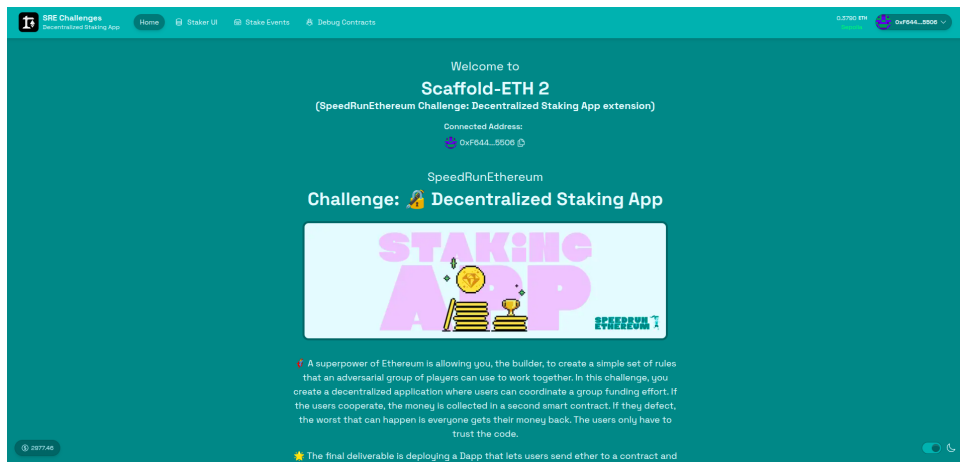 SRE Challenges
Decentralized Staking App
Home
Staker UI
Stake Events
Debug Contracts
0.3790 ETH
Sepolia
0xF644...5506
Welcome to
Scaffold-ETH 2
(SpeedRunEthereum Challenge: Decentralized Staking App extension)
Connected Address:
0xF644...5506
SpeedRunEthereum
Challenge: 🔏 Decentralized Staking App
STAKING
APP
SPEEDRUN
ETHEREUM
A superpower of Ethereum is allowing you, the builder, to create a simple set of rules
that an adversarial group of players can use to work together. In this challenge, you
create a decentralized application where users can coordinate a group funding effort. If
the users cooperate, the money is collected in a second smart contract. If they defect,
the worst that can happen is everyone gets their money back. The users only have to
trust the code.
🌟 The final deliverable is deploying a Dapp that lets users send ether to a contract and
2977.46